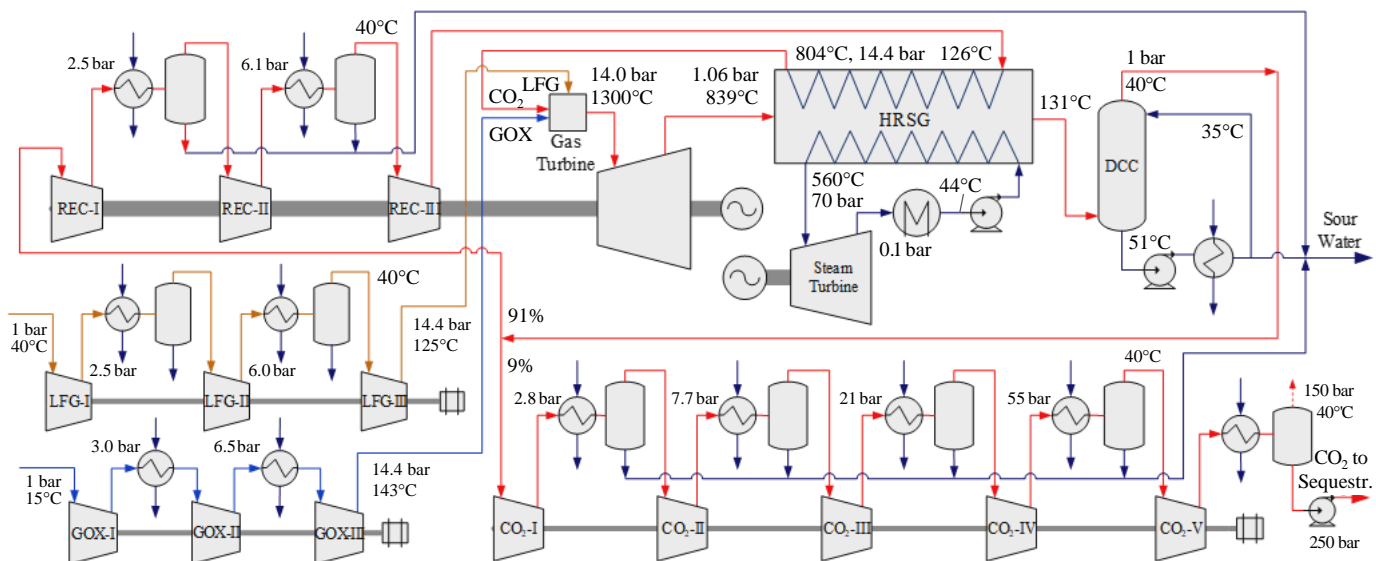 40°C
2.5 bar
6.1 bar
REC-I
REC-II
REC-III
LFG
CO₂
GOX
14.0 bar
1300°C
Gas
Turbine
1.06 bar
839°C
804°C, 14.4 bar
126°C
HRSG
131°C
1 bar
40°C
35°C
DCC
560°C
70 bar
44°C
0.1 bar
Steam
Turbine
51°C
Sour
Water
1 bar
40°C
2.5 bar
6.0 bar
40°C
14.4 bar
125°C
LFG-I
LFG-II
LFG-III
91%
9%
1 bar
15°C
3.0 bar
6.5 bar
14.4 bar
143°C
GOX-I
GOX-II
GOX-III
2.8 bar
7.7 bar
21 bar
55 bar
40°C
150 bar
40°C
CO₂ to
Sequestr.
250 bar
CO₂-I
CO₂-II
CO₂-III
CO₂-IV
CO₂-V